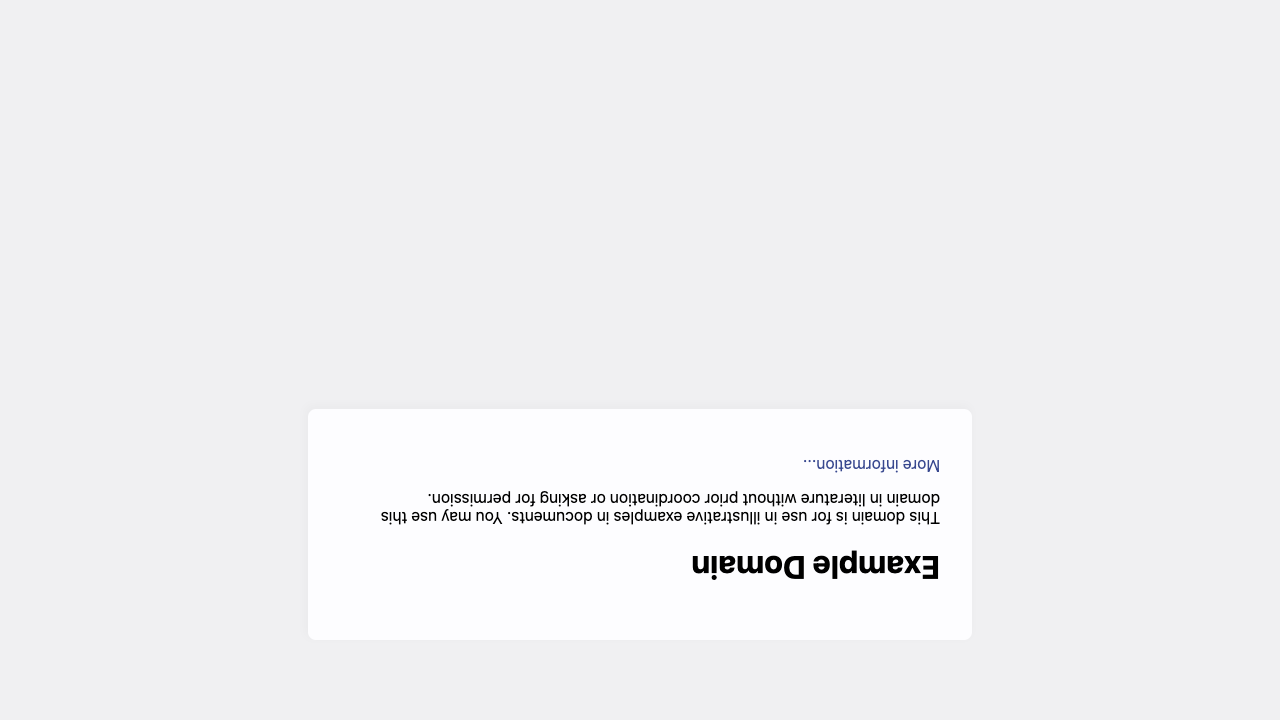 Example Domain
This domain is for use in illustrative examples in documents. You may use this
domain in literature without prior coordination or asking for permission.
More information...